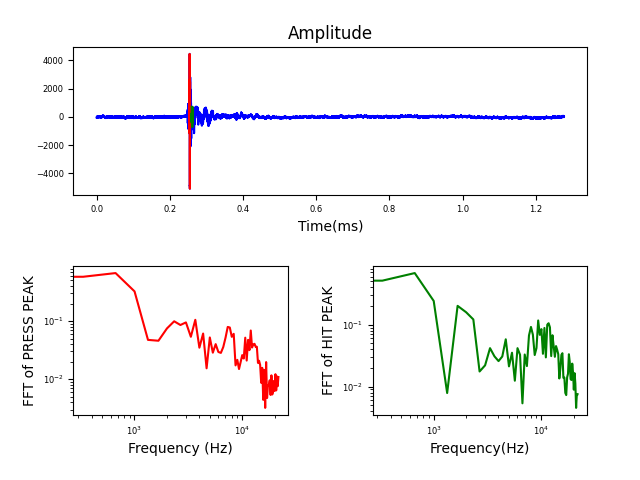 Amplitude
4000
2000
0
−2000
−4000
0.0 0.2 0.4 0.6 0.8 1.0 1.2
Time(ms)
FFT of PRESS PEAK
10⁻¹
10⁻²
10³ 10⁴
Frequency (Hz)
FFT of HIT PEAK
10⁻¹
10⁻²
10³ 10⁴
Frequency(Hz)